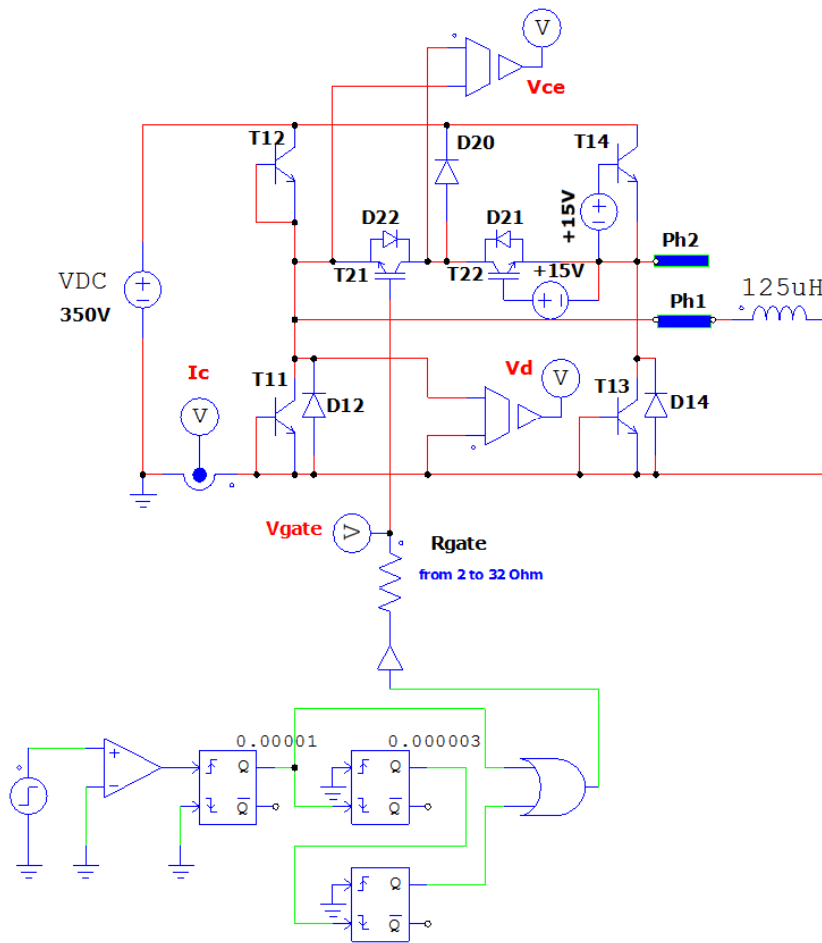 V
Vce
T12
D20
T14
+15V
D22
D21
Ph2
T21
T22
+15V
VDC
350V
Ph1
125uH
Ic
V
T11
D12
Vd
V
T13
D14
Vgate
V
Rgate
from 2 to 32 Ohm
0.00001
0.000003
Q
Q
Q
Q
Q
Q